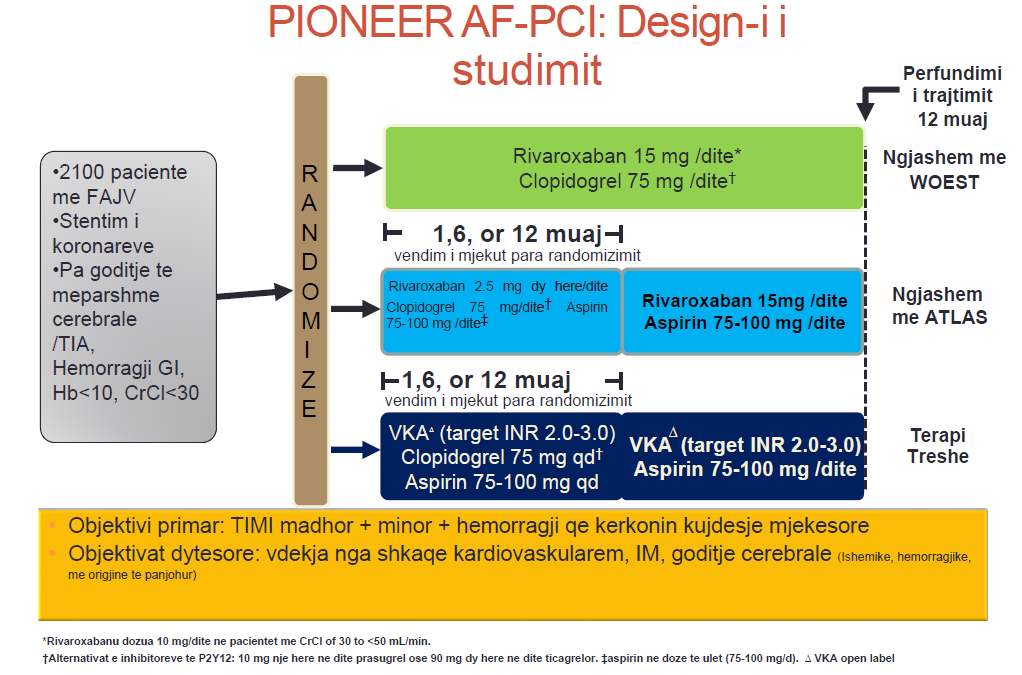 PIONEER AF-PCI: Design-i i
studimit
Perfundimi
i trajtimit
12 muaj
•2100 paciente
me FAJV
•Stentim i
koronareve
•Pa goditje te
meparshme
cerebrale
/TIA,
Hemorragji GI,
Hb<10, CrCl<30
RANDOMIZE
Rivaroxaban 15 mg /dite*
Clopidogrel 75 mg /dite†
Ngjashem me
WOEST
1,6, or 12 muaj
vendim i mjekut para randomizimit
Rivaroxaban 2.5 mg dy here/dite
Clopidogrel 75 mg/dite† Aspirin
75-100 mg /dite‡
Rivaroxaban 15mg /dite
Aspirin 75-100 mg /dite
Ngjashem
me ATLAS
1,6, or 12 muaj
vendim i mjekut para randomizimit
VKAΔ (target INR 2.0-3.0)
Clopidogrel 75 mg qd†
Aspirin 75-100 mg qd
VKAΔ (target INR 2.0-3.0)
Aspirin 75-100 mg /dite
Terapi
Treshe
• Objektivi primar: TIMI madhor + minor + hemorragji qe kerkonin kujdesje mjekesore
• Objektivat dytesore: vdekja nga shkaqe kardiovaskularem, IM, goditje cerebrale (Ishemike, hemorragjike,
me origjine te panjohur)
*Rivaroxabanu dozua 10 mg/dite ne pacientet me CrCl of 30 to <50 mL/min.
†Alternativat e inhibitoreve te P2Y12: 10 mg nje here ne dite prasugrel ose 90 mg dy here ne dite ticagrelor. ‡aspirin ne doze te ulet (75-100 mg/d). Δ VKA open label